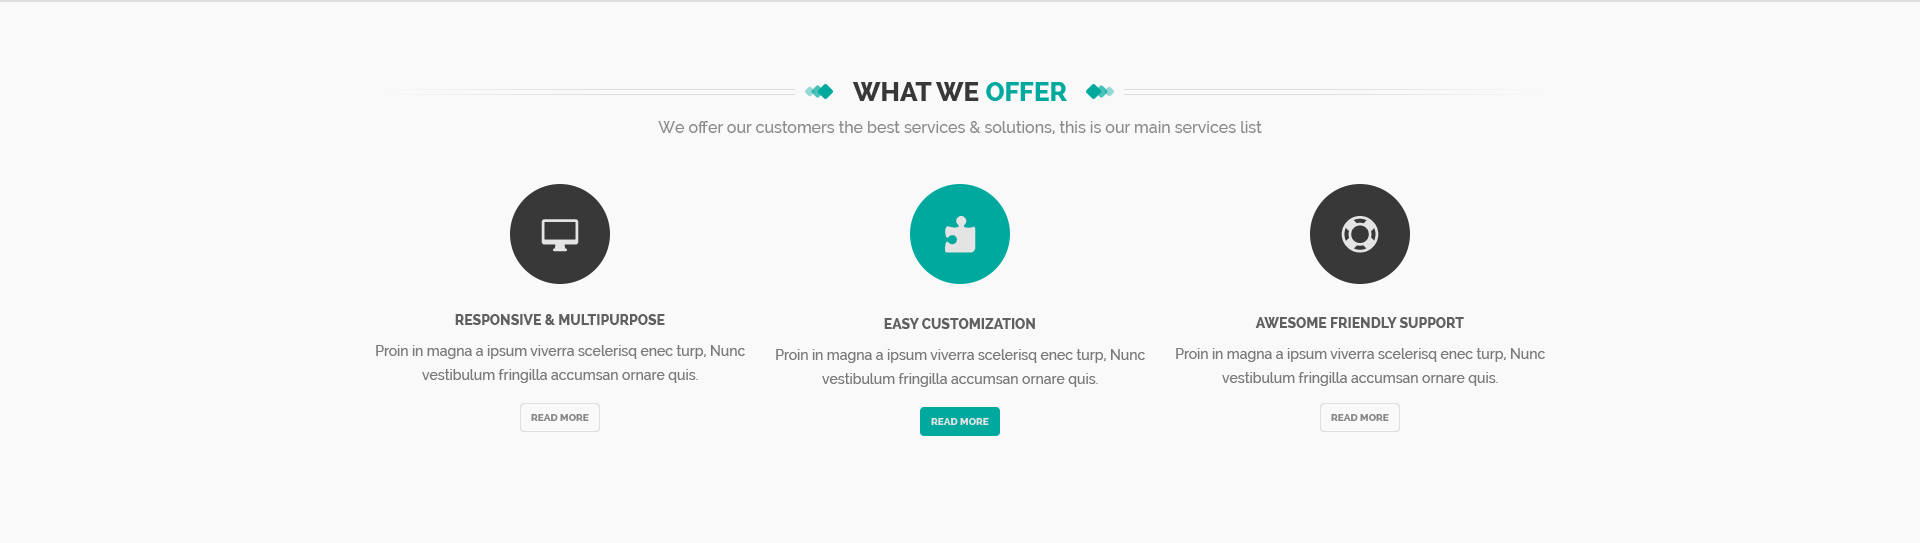 WHAT WE OFFER
We offer our customers the best services & solutions, this is our main services list
RESPONSIVE & MULTIPURPOSE
Proin in magna a ipsum viverra scelerisq enec turp, Nunc
vestibulum fringilla accumsan ornare quis.
READ MORE
EASY CUSTOMIZATION
Proin in magna a ipsum viverra scelerisq enec turp, Nunc
vestibulum fringilla accumsan ornare quis.
READ MORE
AWESOME FRIENDLY SUPPORT
Proin in magna a ipsum viverra scelerisq enec turp, Nunc
vestibulum fringilla accumsan ornare quis.
READ MORE